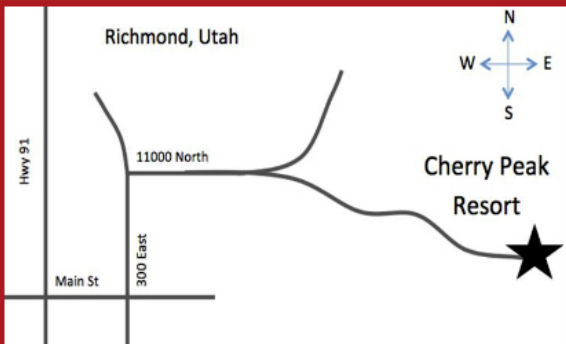 Richmond, Utah
N
W
E
S
Hwy 91
11000 North
Cherry Peak
Resort
300 East
Main St